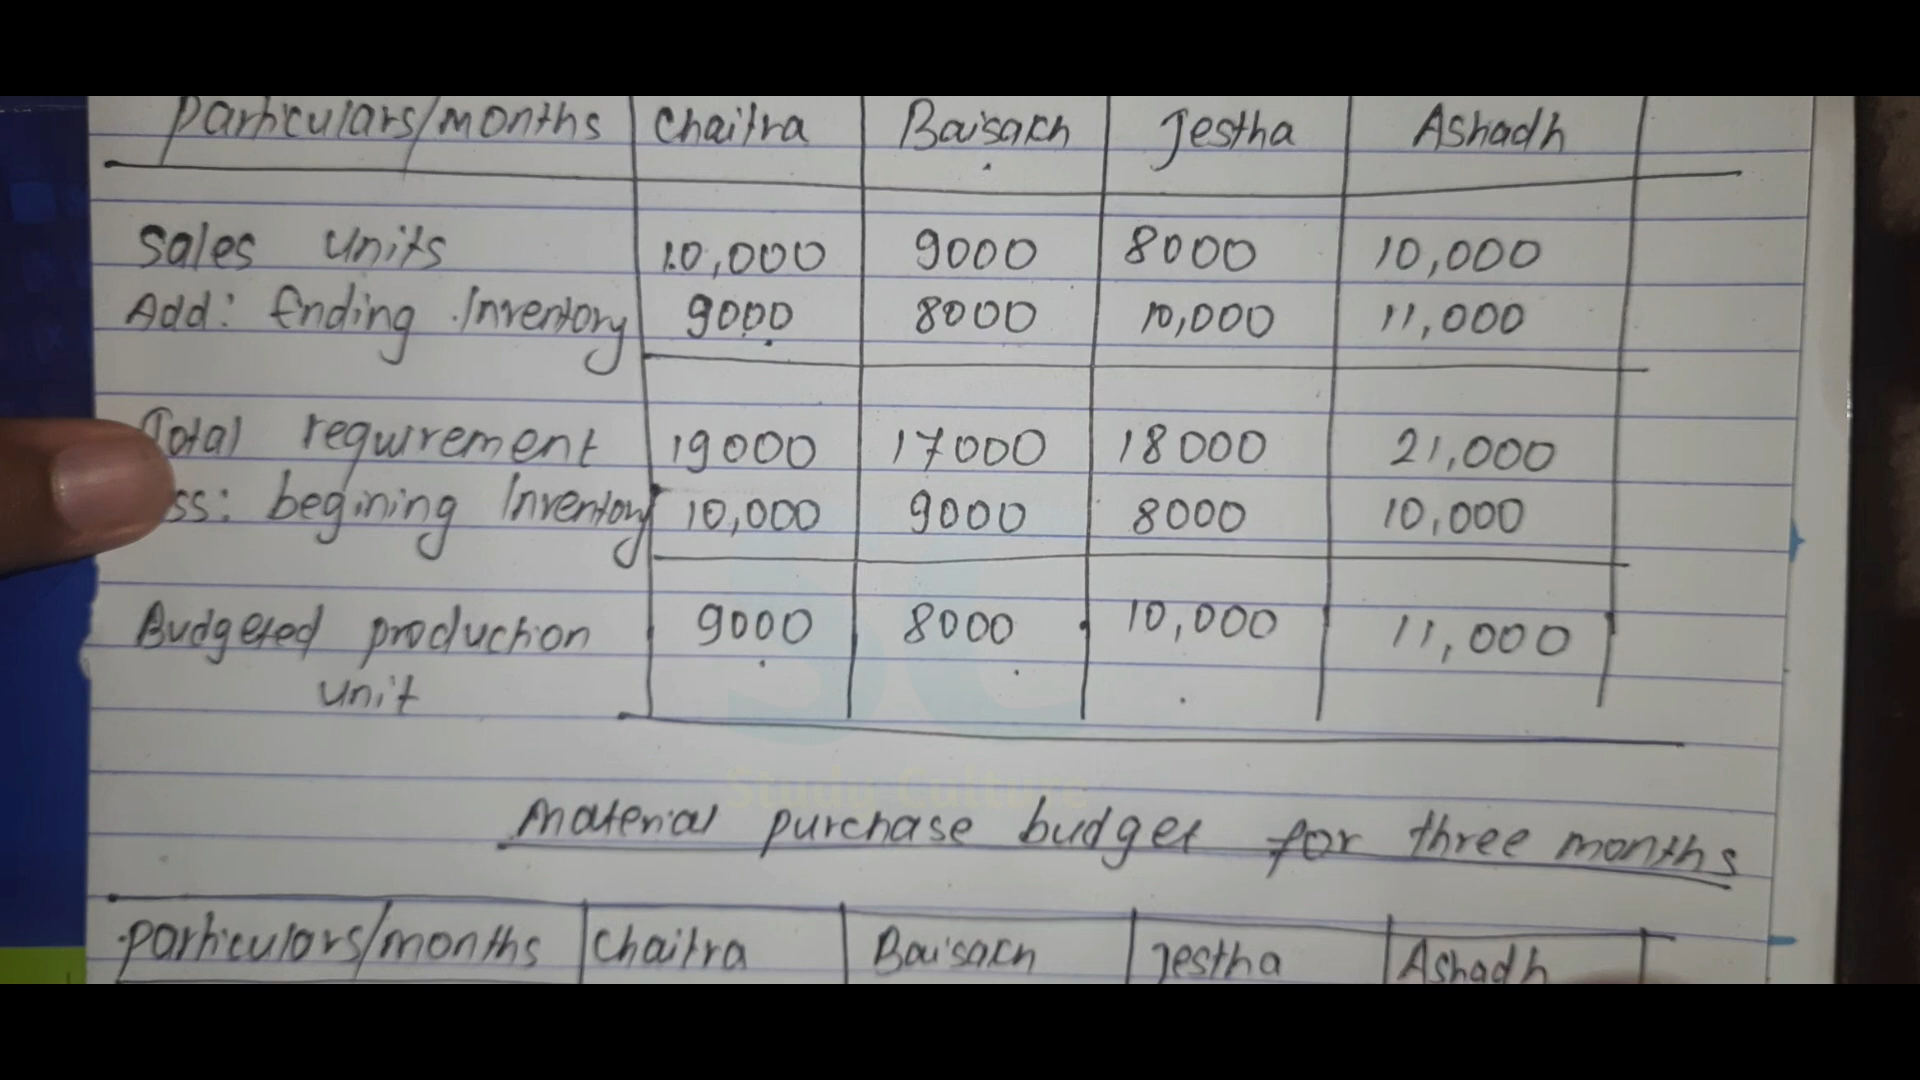 particulars/months Chaitra Baisakh Jestha Ashadh
Sales units 10,000 9000 8000 10,000
Add: Ending Inventory 9000 8000 10,000 11,000
Total requirement 19000 17000 18000 21,000
ss: begining Inventory 10,000 9000 8000 10,000
Budgeted production 9000 8000 10,000 11,000
unit
Study Culture
Material purchase budget for three months
particulars/months Chaitra Baisakh Jestha Ashadh